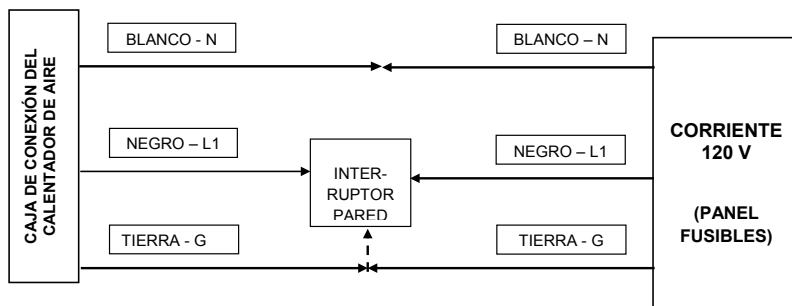 CAJA DE CONEXIÓN DEL
CALENTADOR DE AIRE
BLANCO - N
BLANCO – N
NEGRO – L1
NEGRO – L1
INTER-
RUPTOR
PARED
TIERRA - G
TIERRA - G
CORRIENTE
120 V
(PANEL
FUSIBLES)